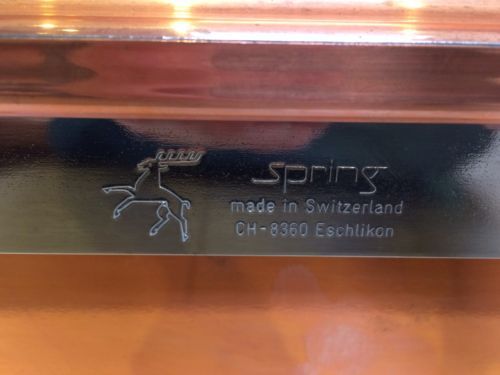 spring
made in Switzerland
CH-8360 Eschlikon